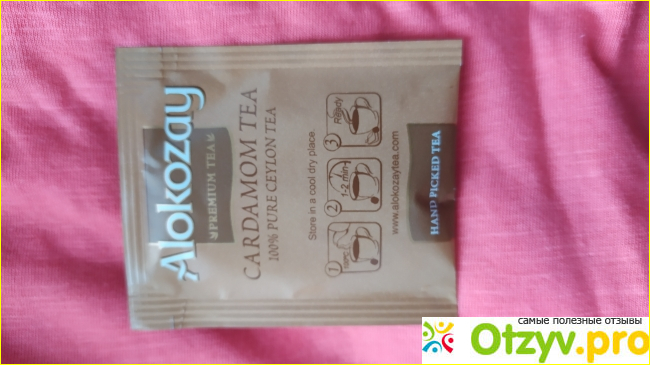 Alokozay
PREMIUM TEA
CARDAMOM TEA
100% PURE CEYLON TEA
Store in a cool dry place.
1
100°C
2
1-2 min
3
Ready
www.alokozaytea.com
HAND PICKED TEA
самые полезные отзывы
Otzyv.pro